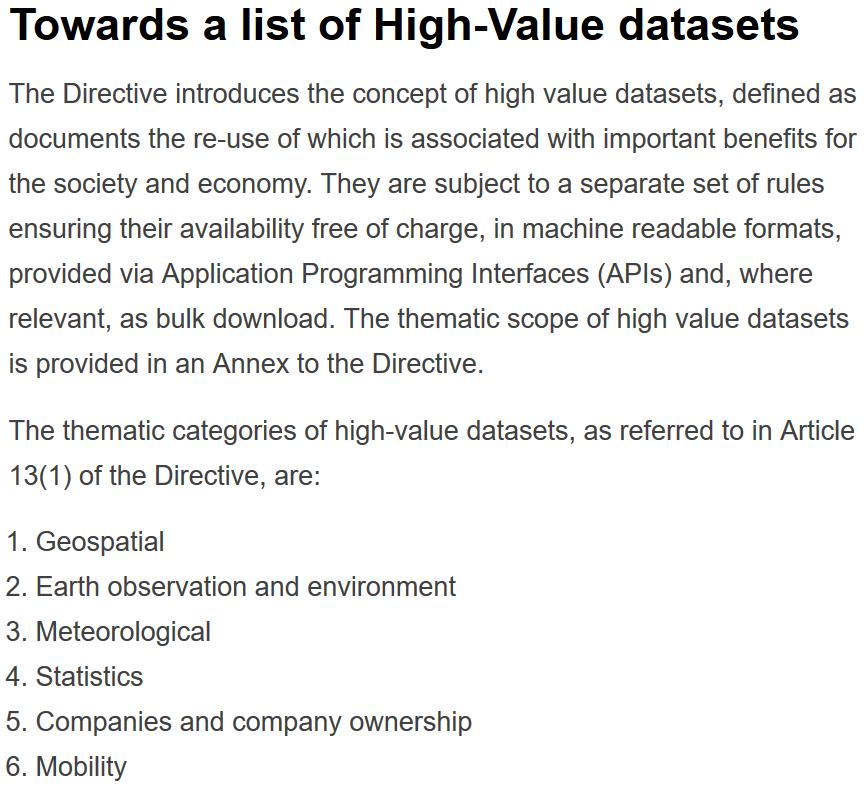 Towards a list of High-Value datasets
The Directive introduces the concept of high value datasets, defined as
documents the re-use of which is associated with important benefits for
the society and economy. They are subject to a separate set of rules
ensuring their availability free of charge, in machine readable formats,
provided via Application Programming Interfaces (APIs) and, where
relevant, as bulk download. The thematic scope of high value datasets
is provided in an Annex to the Directive.
The thematic categories of high-value datasets, as referred to in Article
13(1) of the Directive, are:
1. Geospatial
2. Earth observation and environment
3. Meteorological
4. Statistics
5. Companies and company ownership
6. Mobility